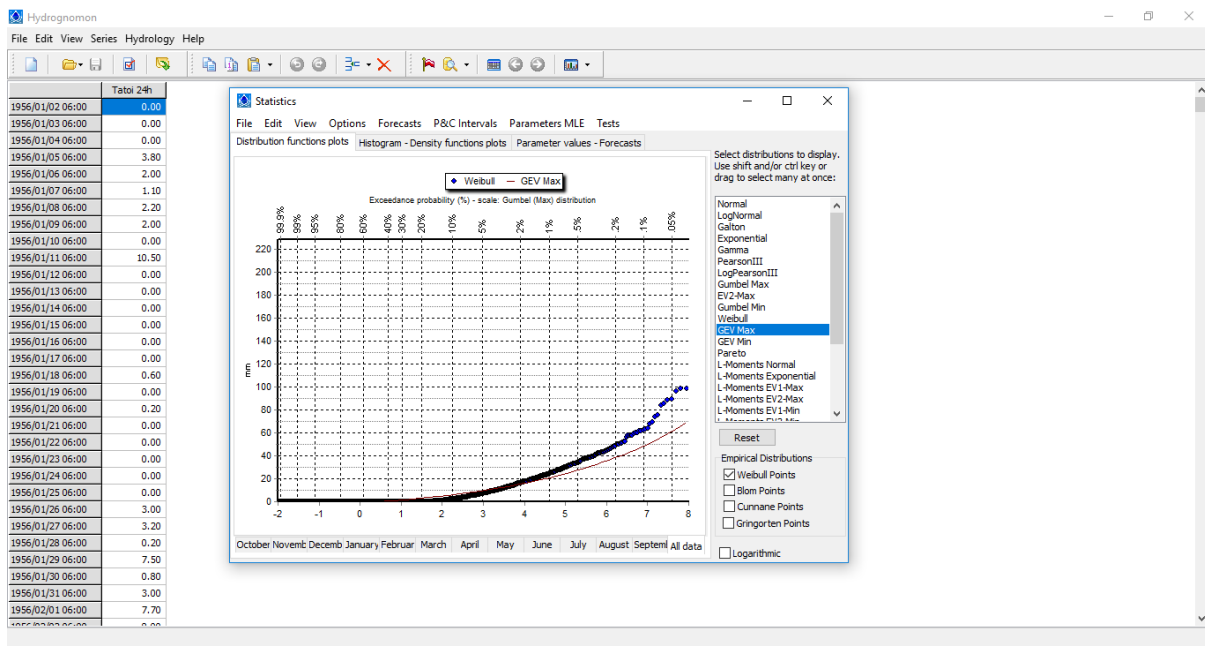 Hydrognomon
File Edit View Series Hydrology Help
Tatoi 24h
1956/01/02 06:00 0.00
1956/01/03 06:00 0.00
1956/01/04 06:00 0.00
1956/01/05 06:00 3.80
1956/01/06 06:00 2.00
1956/01/07 06:00 1.10
1956/01/08 06:00 2.20
1956/01/09 06:00 2.00
1956/01/10 06:00 0.00
1956/01/11 06:00 10.50
1956/01/12 06:00 0.00
1956/01/13 06:00 0.00
1956/01/14 06:00 0.00
1956/01/15 06:00 0.00
1956/01/16 06:00 0.00
1956/01/17 06:00 0.00
1956/01/18 06:00 0.60
1956/01/19 06:00 0.00
1956/01/20 06:00 0.20
1956/01/21 06:00 0.00
1956/01/22 06:00 0.00
1956/01/23 06:00 0.00
1956/01/24 06:00 0.00
1956/01/25 06:00 0.00
1956/01/26 06:00 3.00
1956/01/27 06:00 3.20
1956/01/28 06:00 0.20
1956/01/29 06:00 7.50
1956/01/30 06:00 0.80
1956/01/31 06:00 3.00
1956/02/01 06:00 7.70
Statistics
File Edit View Options Forecasts P&C Intervals Parameters MLE Tests
Distribution functions plots Histogram - Density functions plots Parameter values - Forecasts
Weibull GEV Max
Exceedance probability (%) - scale: Gumbel (Max) distribution
99.9% 99% 95% 80% 60% 40% 30% 20% 10% 5% 2% 1% .5% .2% .1% .05%
220
200
180
160
140
120
100
80
60
40
20
0
mm
-2 -1 0 1 2 3 4 5 6 7 8
October Novemb Decemb January Februar March April May June July August Septeml All data
Select distributions to display.
Use shift and/or ctrl key or
drag to select many at once:
Normal
LogNormal
Galton
Exponential
Gamma
PearsonIII
LogPearsonIII
Gumbel Max
EV2-Max
Gumbel Min
Weibull
GEV Max
GEV Min
Pareto
L-Moments Normal
L-Moments Exponential
L-Moments EV1-Max
L-Moments EV2-Max
L-Moments EV1-Min
Reset
Empirical Distributions
Weibull Points
Blom Points
Cunnane Points
Gringorten Points
Logarithmic